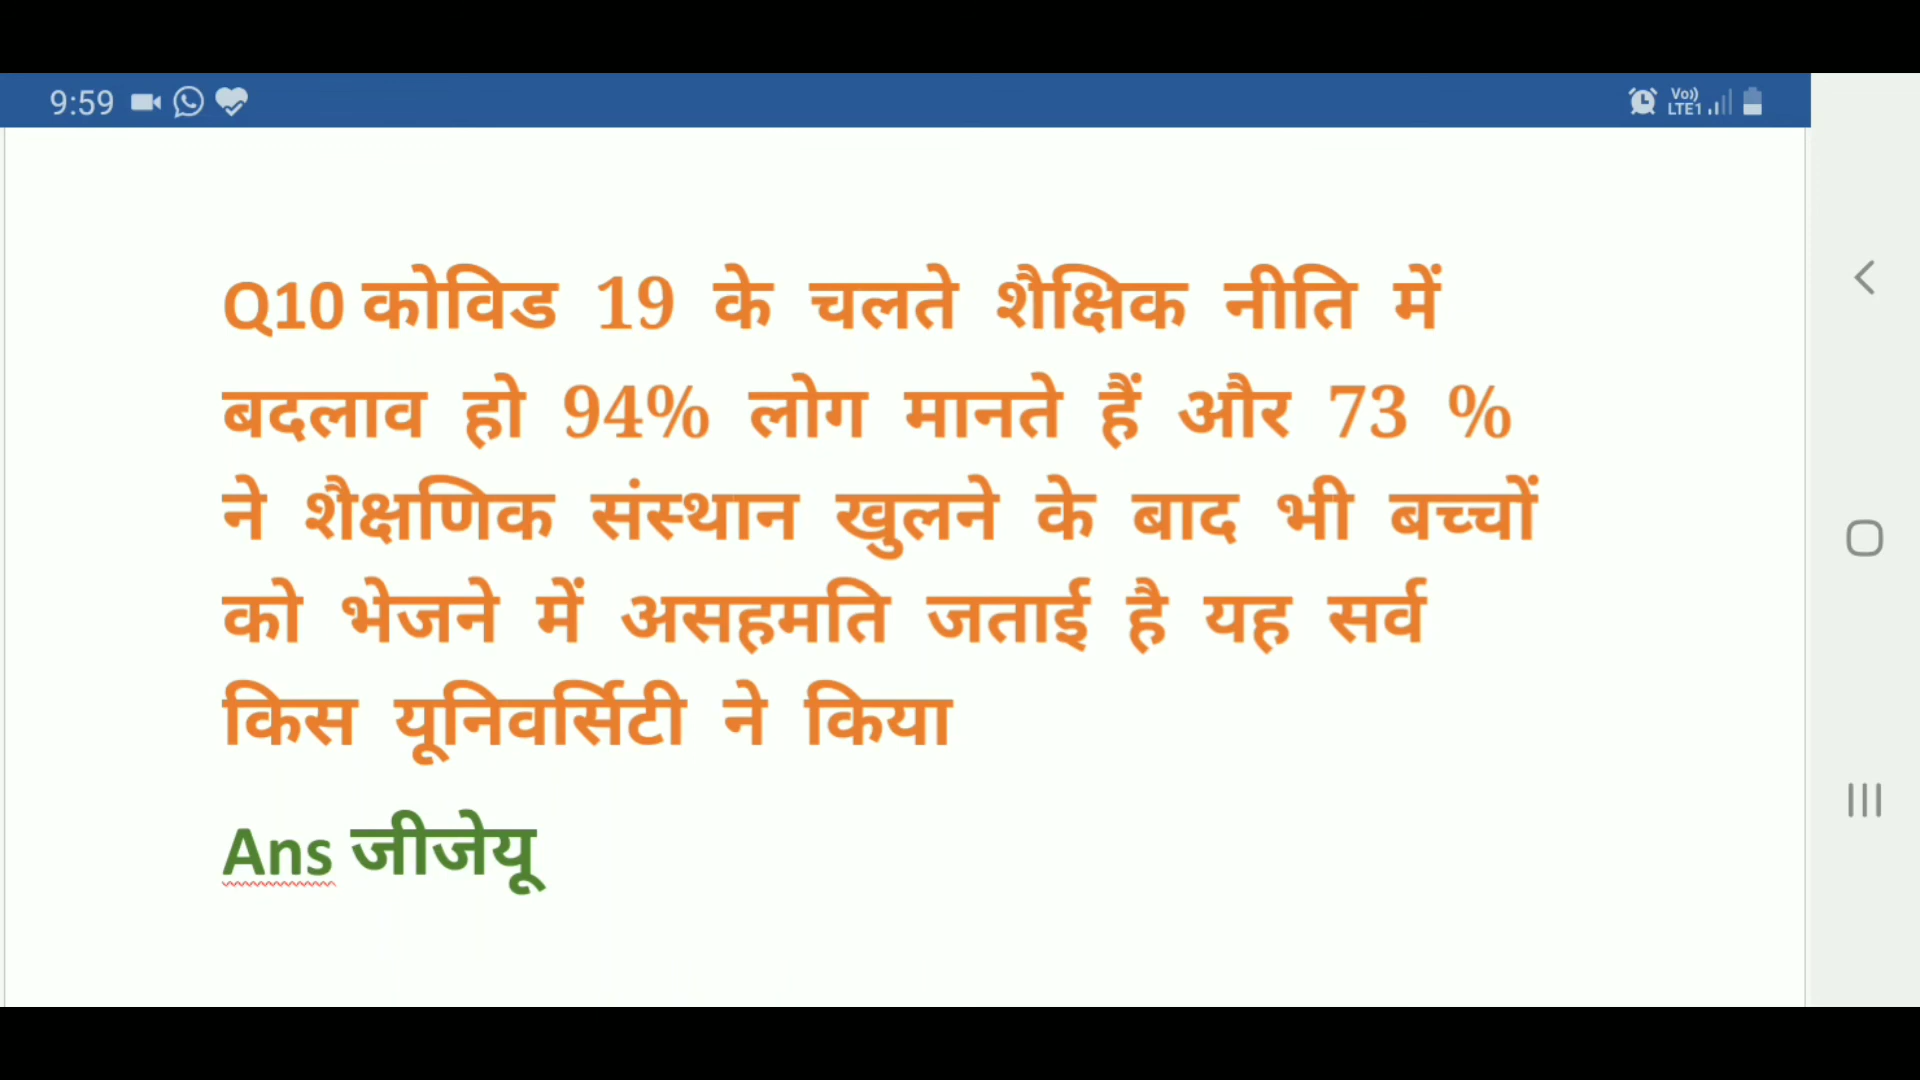 9:59
Vo))
LTE1
Q10 कोविड 19 के चलते शैक्षिक नीति में
बदलाव हो 94% लोग मानते हैं और 73 %
ने शैक्षणिक संस्थान खुलने के बाद भी बच्चों
को भेजने में असहमति जताई है यह सर्व
किस यूनिवर्सिटी ने किया
Ans जीजेयू